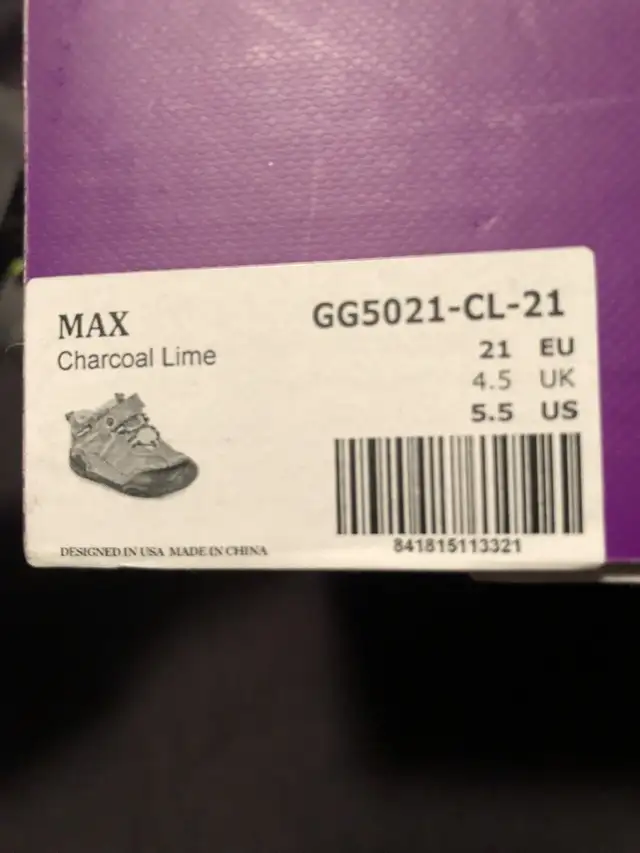 MAX
Charcoal Lime
GG5021-CL-21
21 EU
4.5 UK
5.5 US
841815113321
DESIGNED IN USA MADE IN CHINA